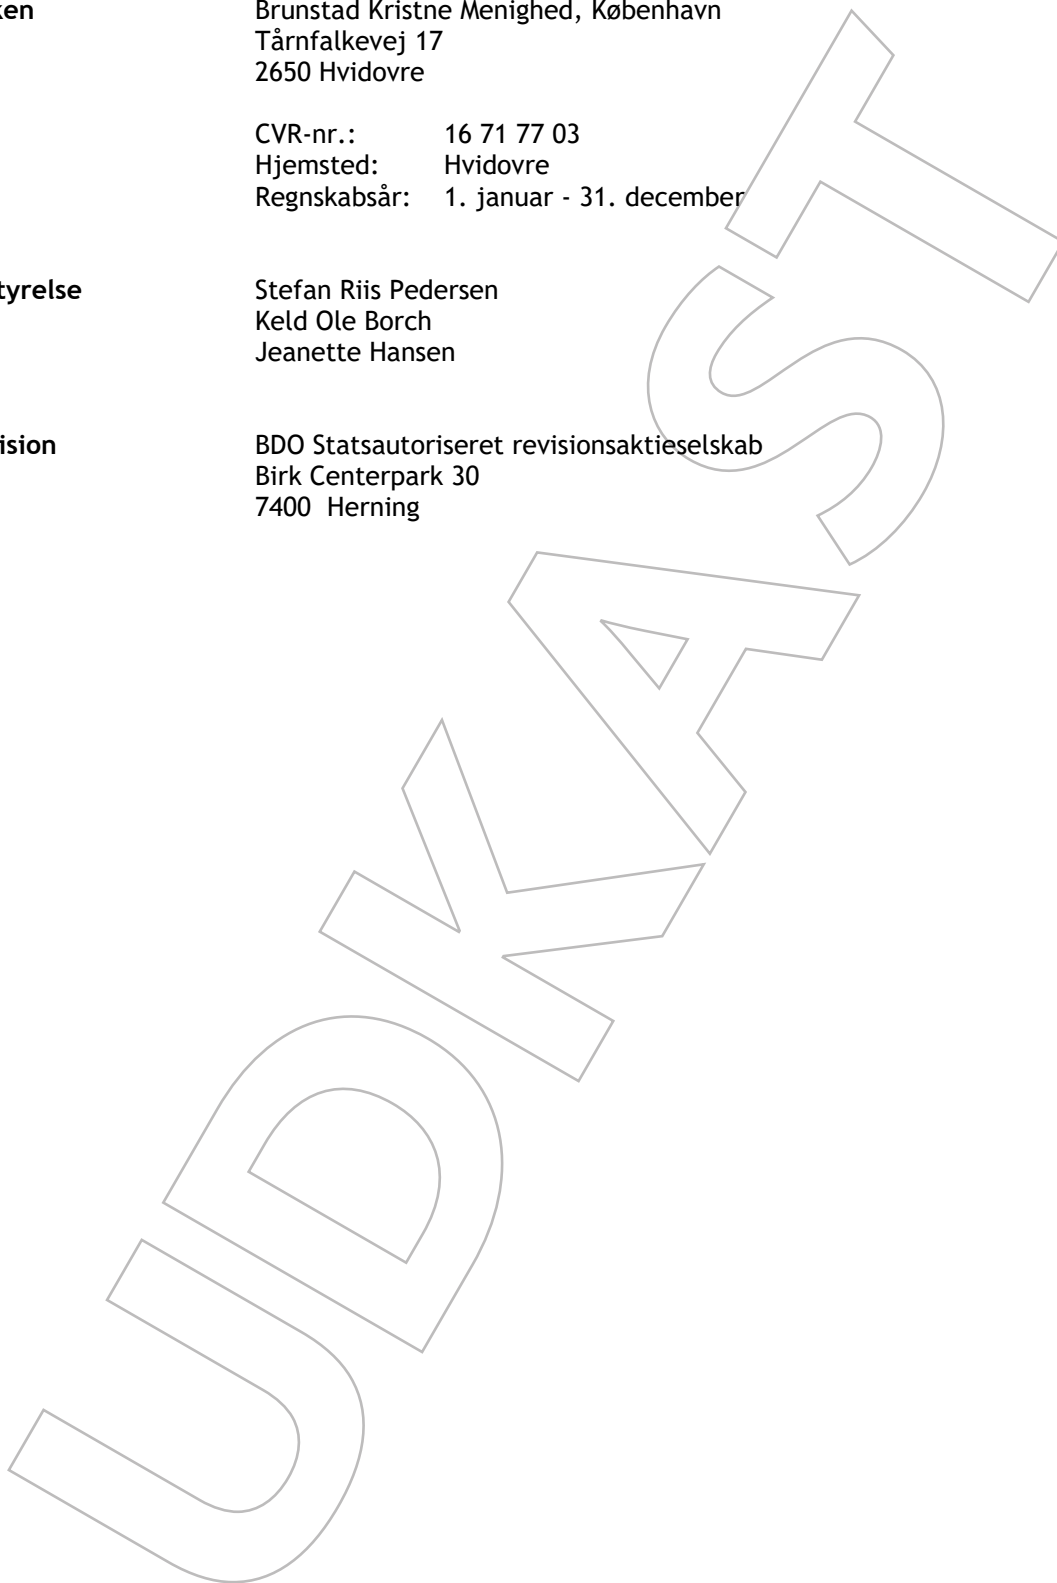 ken Brunstad Kristne Menighed, København
Tårnfalkevej 17
2650 Hvidovre
CVR-nr.: 16 71 77 03
Hjemsted: Hvidovre
Regnskabsår: 1. januar - 31. december
tyrelse Stefan Riis Pedersen
Keld Ole Borch
Jeanette Hansen
ision BDO Statsautoriseret revisionsaktieselskab
Birk Centerpark 30
7400 Herning
UDKAST